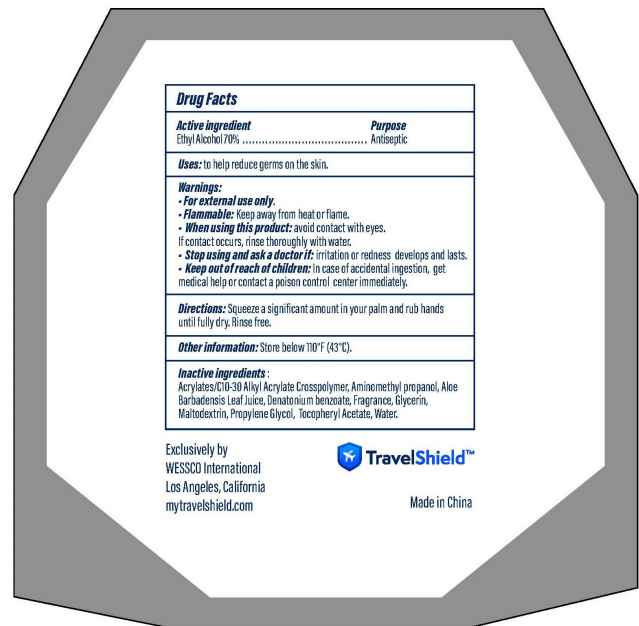 Drug Facts
Active ingredient Purpose
Ethyl Alcohol 70% ....................................... Antiseptic
Uses: to help reduce germs on the skin.
Warnings:
• For external use only.
• Flammable: Keep away from heat or flame.
• When using this product: avoid contact with eyes.
If contact occurs, rinse thoroughly with water.
• Stop using and ask a doctor if: irritation or redness develops and lasts.
• Keep out of reach of children: In case of accidental ingestion, get
medical help or contact a poison control center immediately.
Directions: Squeeze a significant amount in your palm and rub hands
until fully dry. Rinse free.
Other information: Store below 110°F (43°C).
Inactive ingredients :
Acrylates/C10-30 Alkyl Acrylate Crosspolymer, Aminomethyl propanol, Aloe
Barbadensis Leaf Juice, Denatonium benzoate, Fragrance, Glycerin,
Maltodextrin, Propylene Glycol, Tocopheryl Acetate, Water.
Exclusively by
WESSCO International
Los Angeles, California
mytravelshield.com
TravelShield™
Made in China